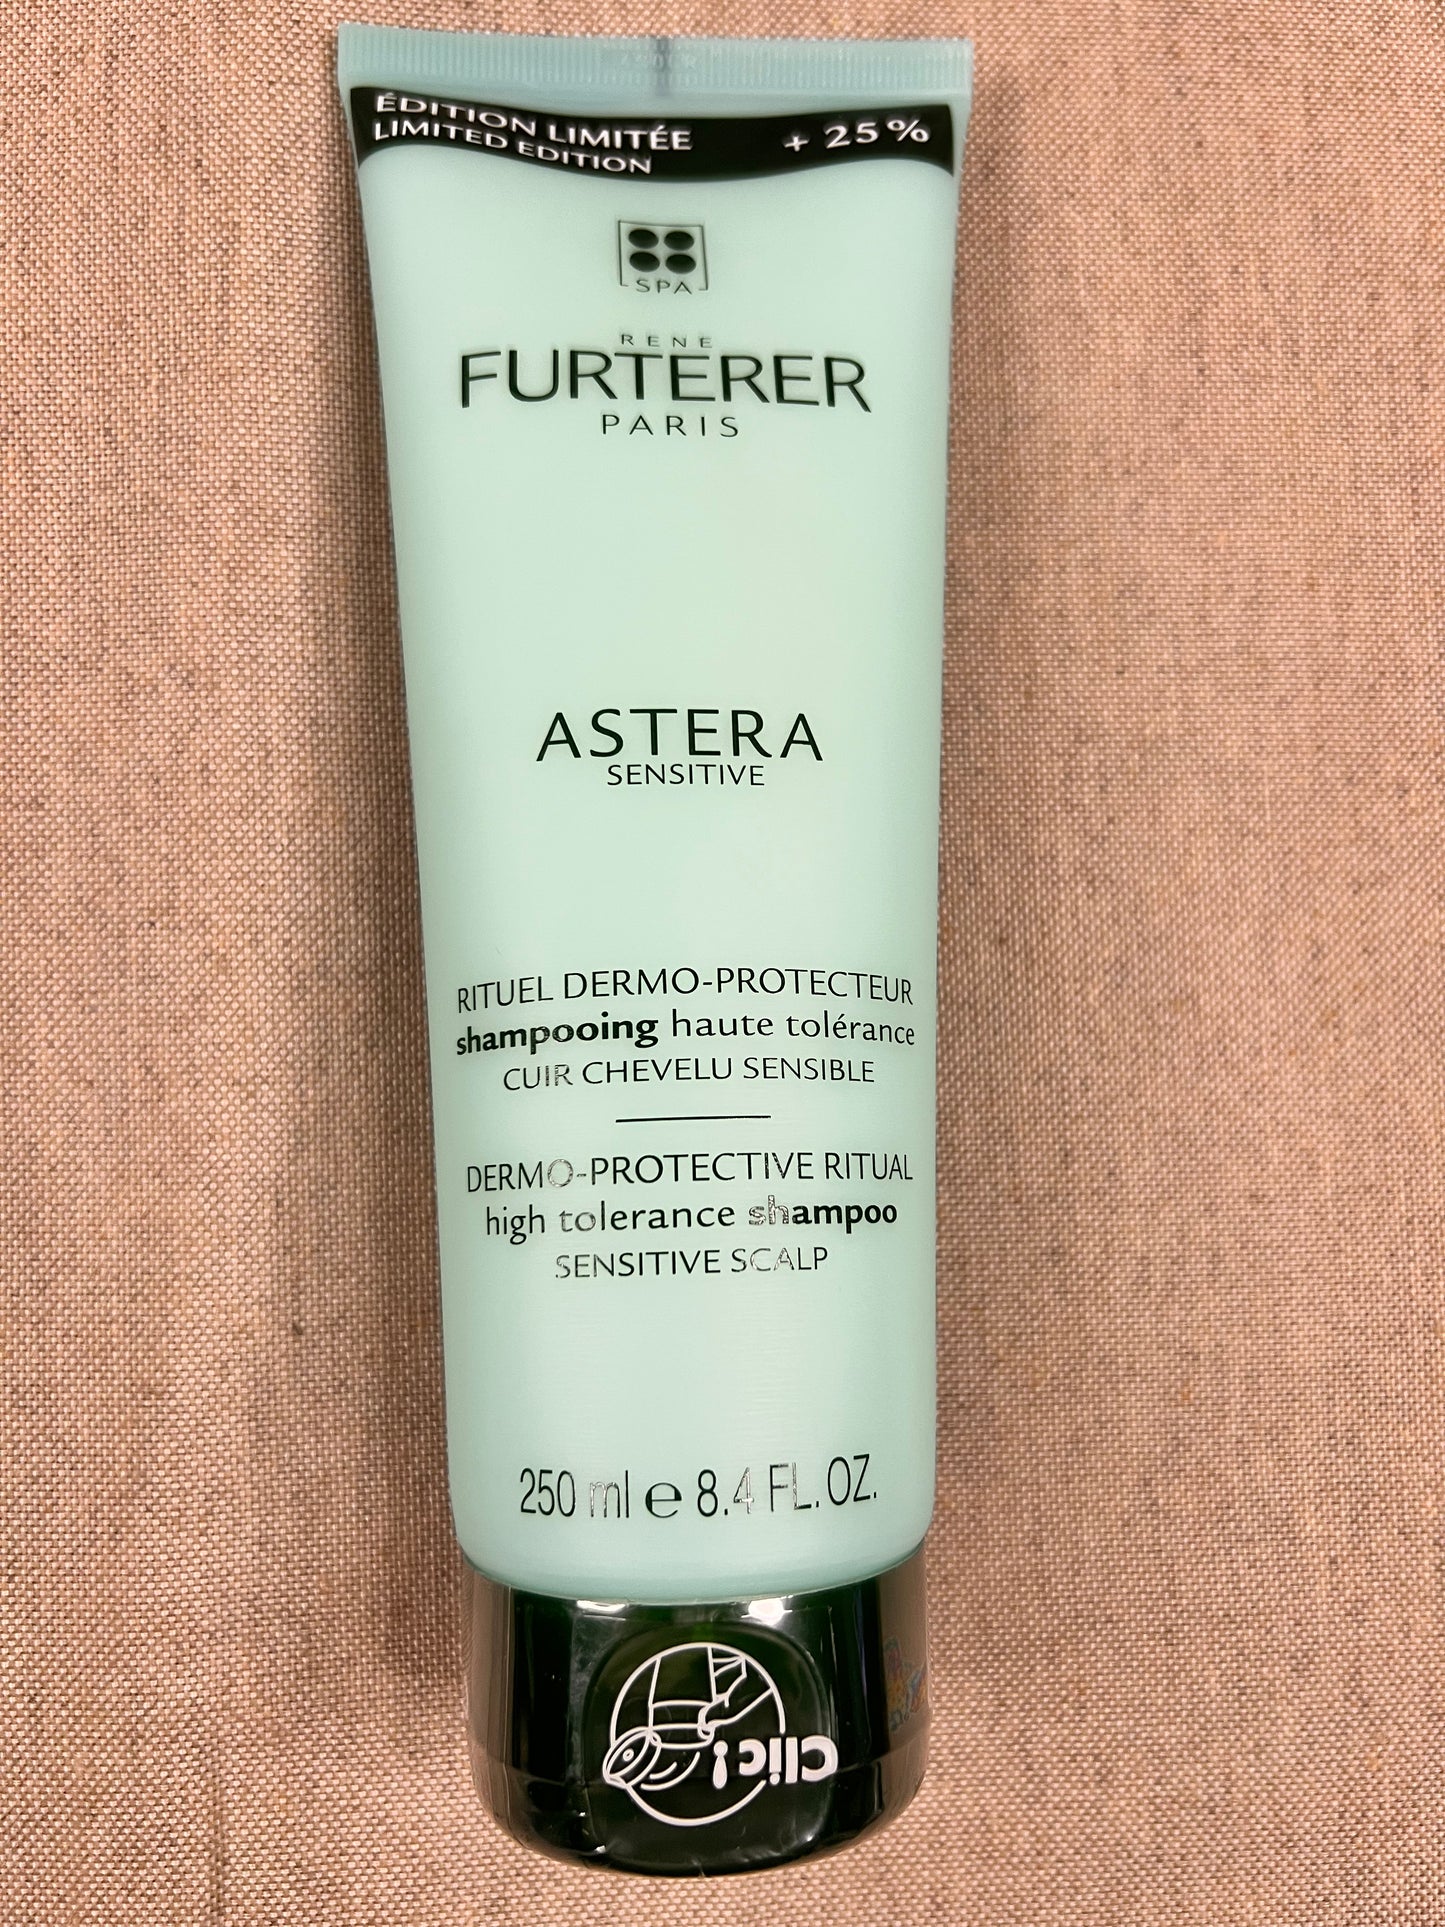 ÉDITION LIMITÉE
LIMITED EDITION
+ 25%
SPA
RENE
FURTERER
PARIS
ASTERA
SENSITIVE
RITUEL DERMO-PROTECTEUR
shampooing haute tolérance
CUIR CHEVELU SENSIBLE
DERMO-PROTECTIVE RITUAL
high tolerance shampoo
SENSITIVE SCALP
250 ml e 8.4 FL. OZ.
Clic!